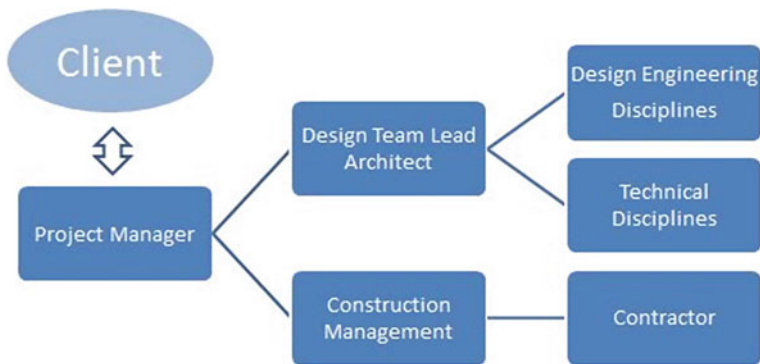 Client
Project Manager
Design Team Lead
Architect
Construction
Management
Design Engineering
Disciplines
Technical
Disciplines
Contractor